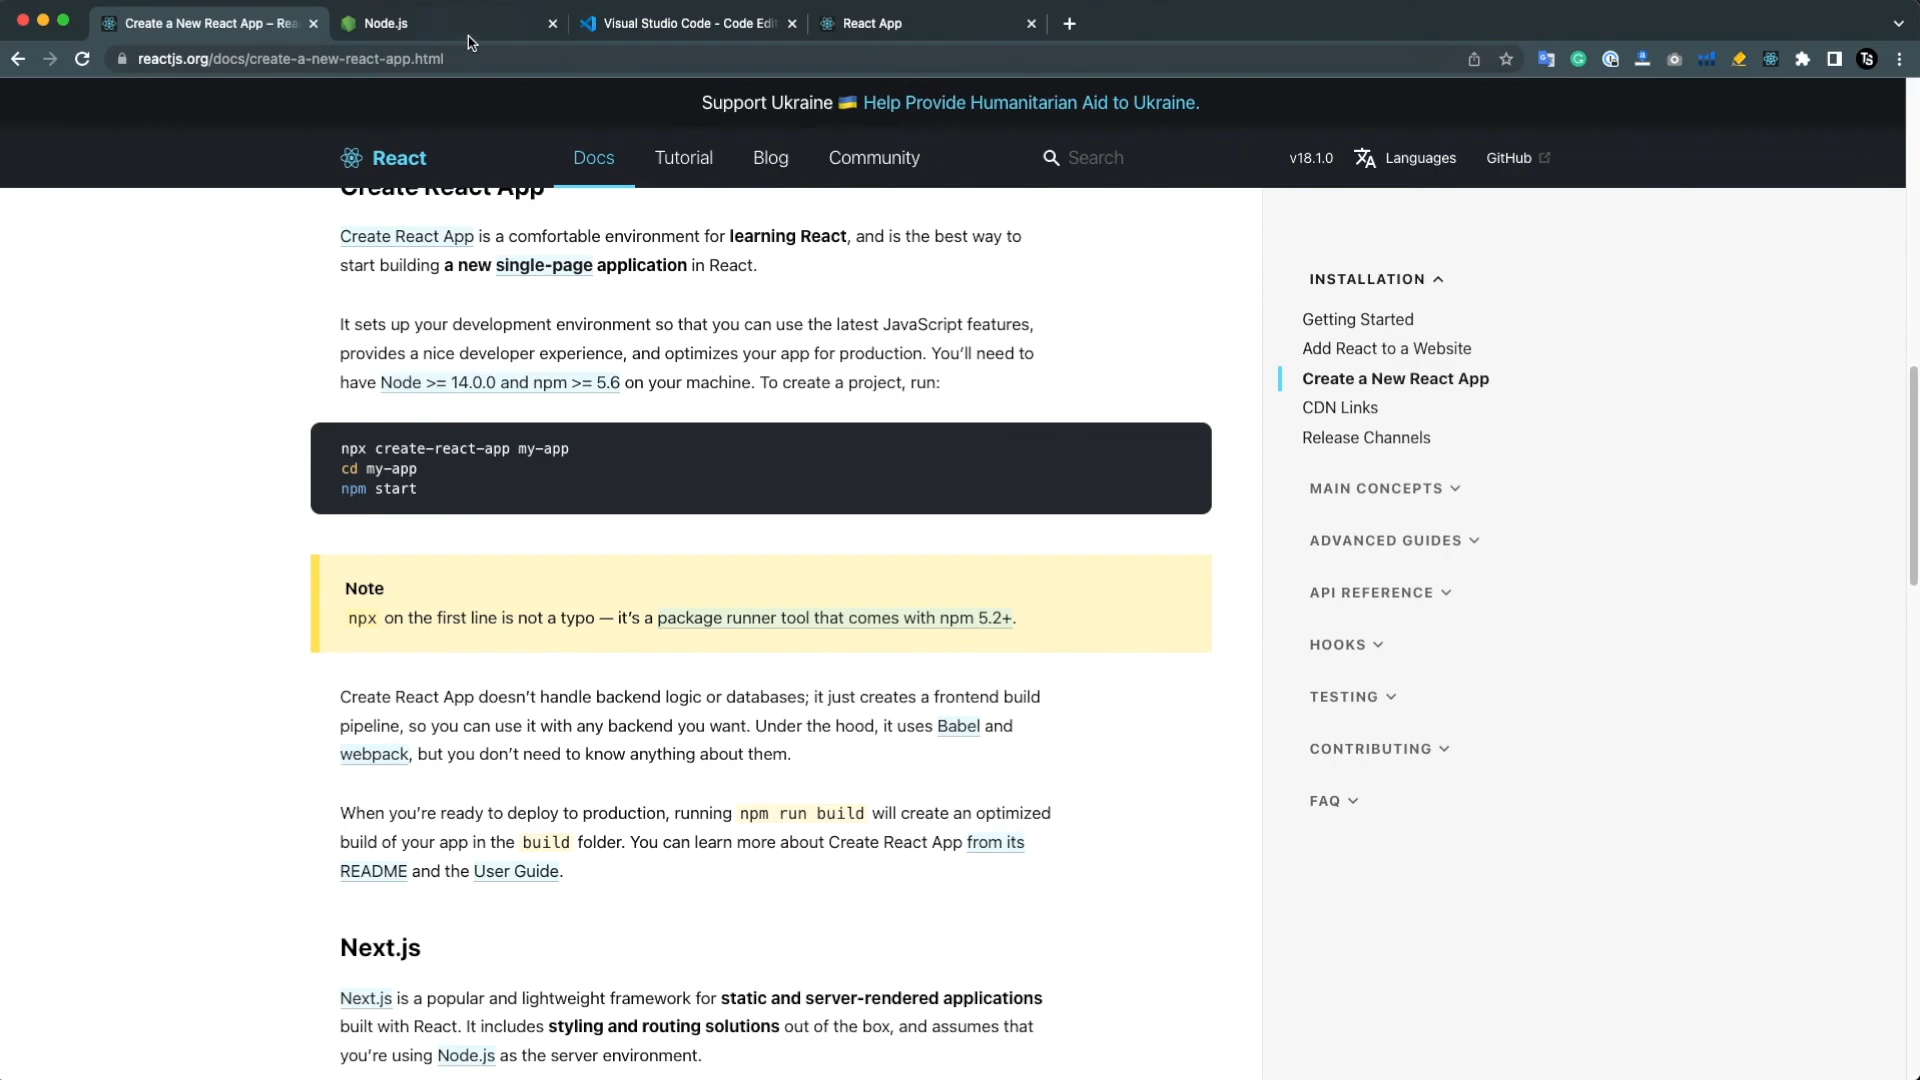 Create a New React App – Rea
Node.js
Visual Studio Code - Code Edi
React App
reactjs.org/docs/create-a-new-react-app.html
TS
Support Ukraine 🇺🇦 Help Provide Humanitarian Aid to Ukraine.
React
Docs
Tutorial
Blog
Community
Search
v18.1.0
Languages
GitHub
Create React App
Create React App is a comfortable environment for learning React, and is the best way to
start building a new single-page application in React.
It sets up your development environment so that you can use the latest JavaScript features,
provides a nice developer experience, and optimizes your app for production. You’ll need to
have Node >= 14.0.0 and npm >= 5.6 on your machine. To create a project, run:
npx create-react-app my-app
cd my-app
npm start
Note
npx on the first line is not a typo — it’s a package runner tool that comes with npm 5.2+.
Create React App doesn’t handle backend logic or databases; it just creates a frontend build
pipeline, so you can use it with any backend you want. Under the hood, it uses Babel and
webpack, but you don’t need to know anything about them.
When you’re ready to deploy to production, running npm run build will create an optimized
build of your app in the build folder. You can learn more about Create React App from its
README and the User Guide.
Next.js
Next.js is a popular and lightweight framework for static and server-rendered applications
built with React. It includes styling and routing solutions out of the box, and assumes that
you’re using Node.js as the server environment.
INSTALLATION
Getting Started
Add React to a Website
Create a New React App
CDN Links
Release Channels
MAIN CONCEPTS
ADVANCED GUIDES
API REFERENCE
HOOKS
TESTING
CONTRIBUTING
FAQ